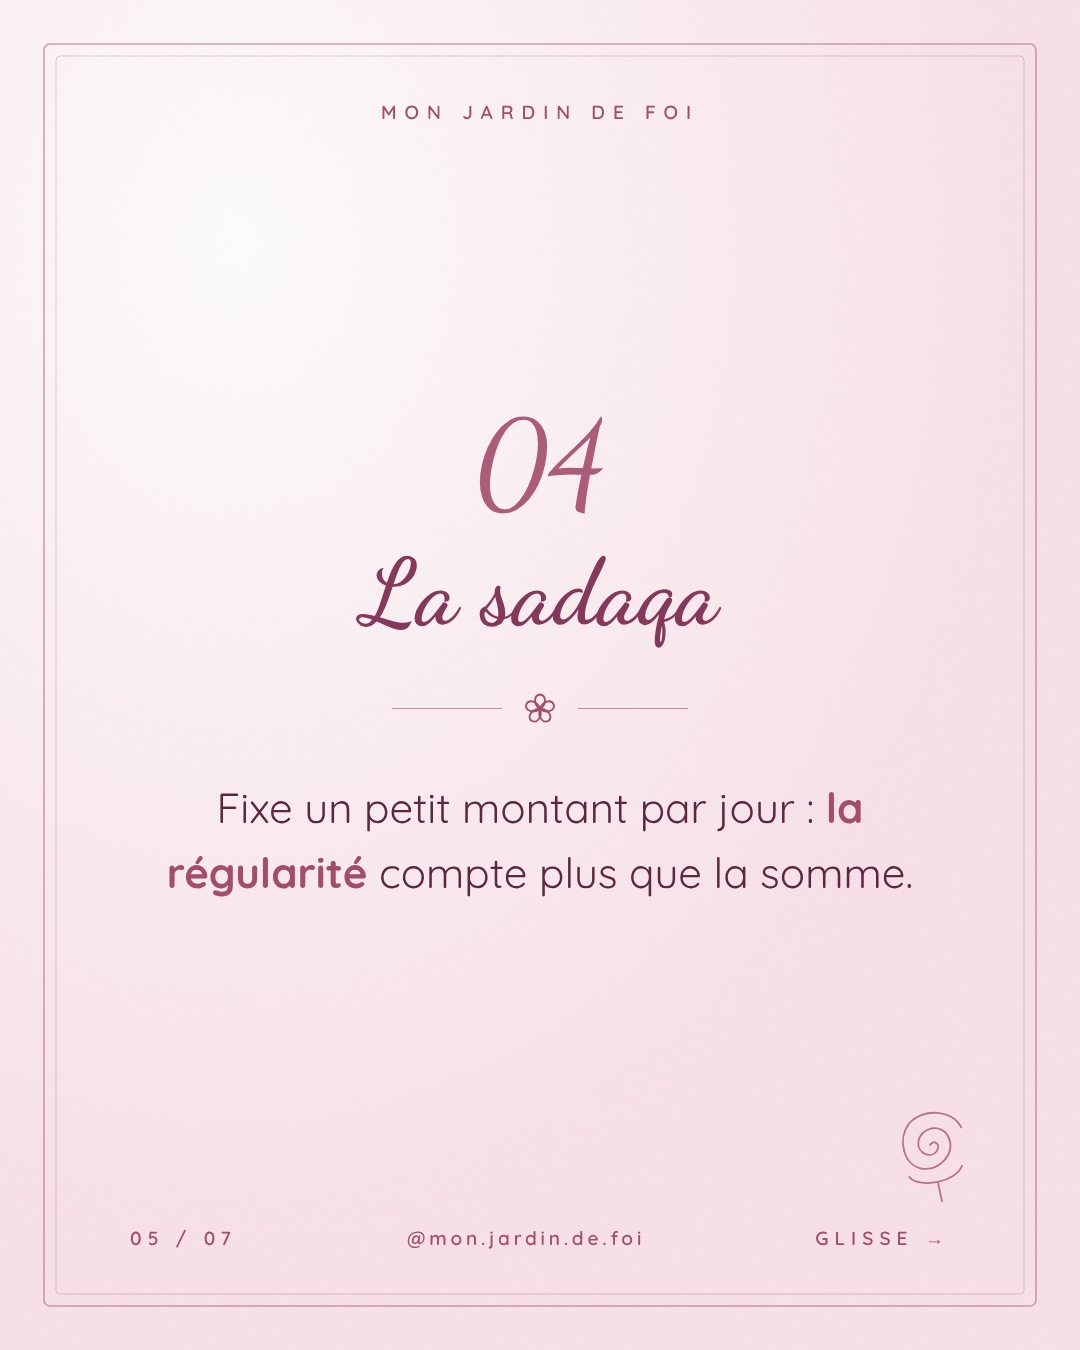 MON JARDIN DE FOI
04
La sadaqa
Fixe un petit montant par jour : la
régularité compte plus que la somme.
05 / 07
@mon.jardin.de.foi
GLISSE →